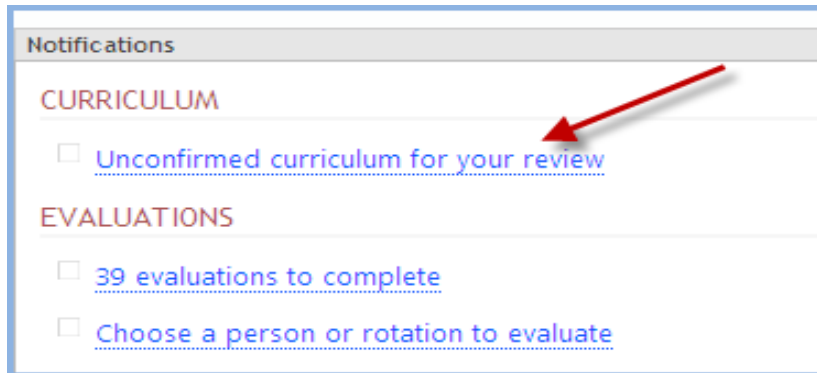 Notifications
CURRICULUM
Unconfirmed curriculum for your review
EVALUATIONS
39 evaluations to complete
Choose a person or rotation to evaluate